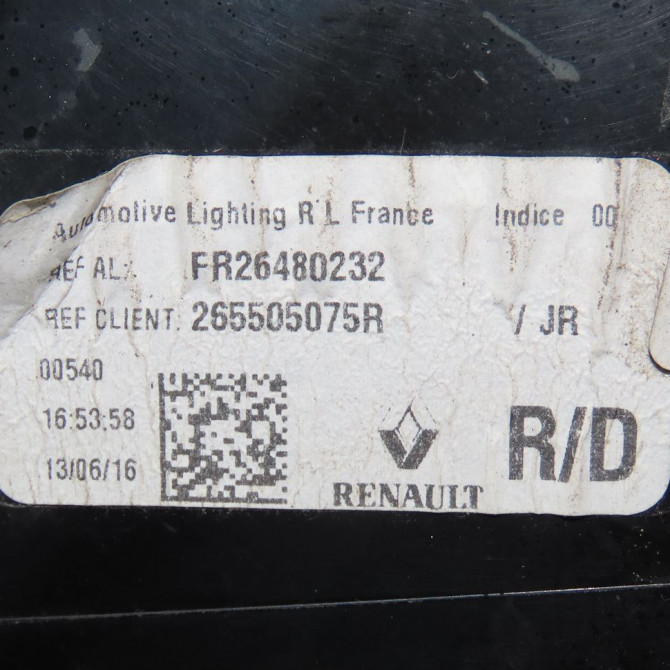 Automotive Lighting R L France Indice 00
REF AL: FR26480232
REF CLIENT: 265505075R / JR
00540
16:53:58
13/06/16
RENAULT
R/D